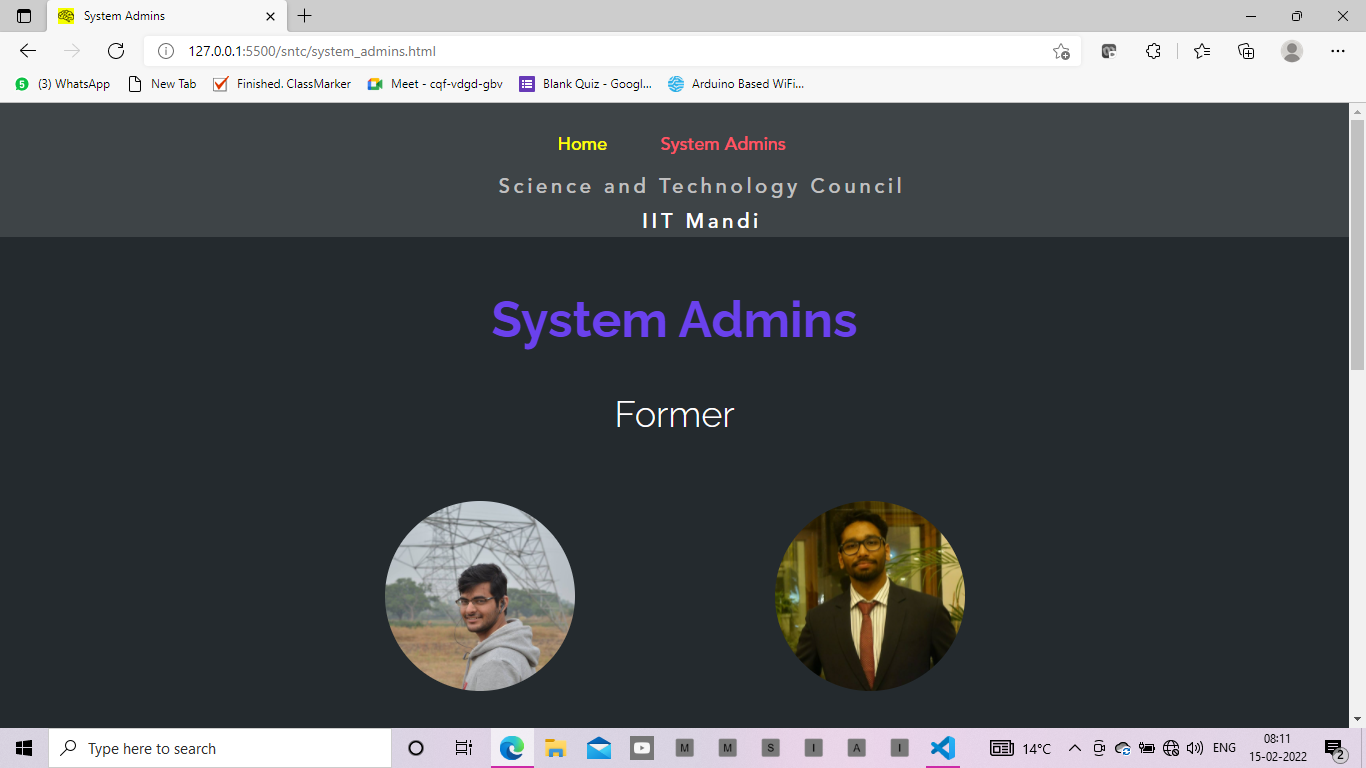 System Admins
127.0.0.1:5500/sntc/system_admins.html
5 (3) WhatsApp New Tab Finished. ClassMarker Meet - cqf-vdgd-gbv Blank Quiz - Googl... Arduino Based WiFi...
Home System Admins
Science and Technology Council
IIT Mandi
System Admins
Former
Type here to search M M S I A I 14°C ENG 08:11
15-02-2022 2